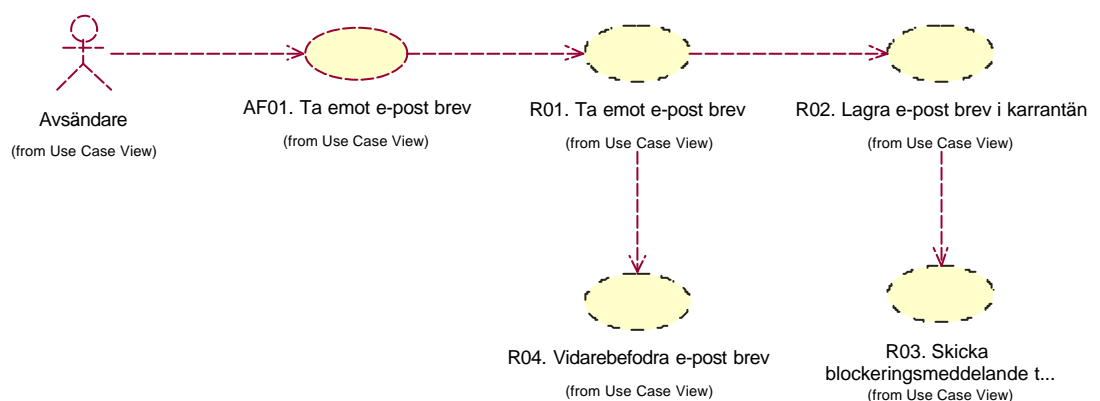 Avsändare
(from Use Case View)
AF01. Ta emot e-post brev
(from Use Case View)
R01. Ta emot e-post brev
(from Use Case View)
R02. Lagra e-post brev i karrantän
(from Use Case View)
R04. Vidarebefodra e-post brev
(from Use Case View)
R03. Skicka
blockeringsmeddelande t...
(from Use Case View)